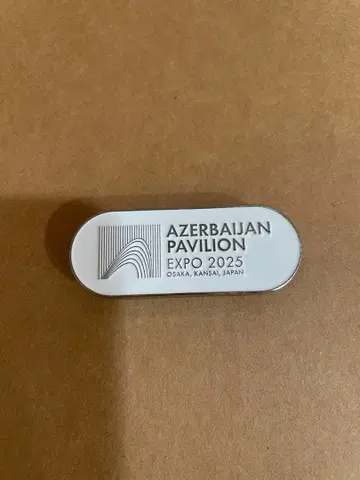 AZERBAIJAN
PAVILION
EXPO 2025
OSAKA, KANSAI, JAPAN